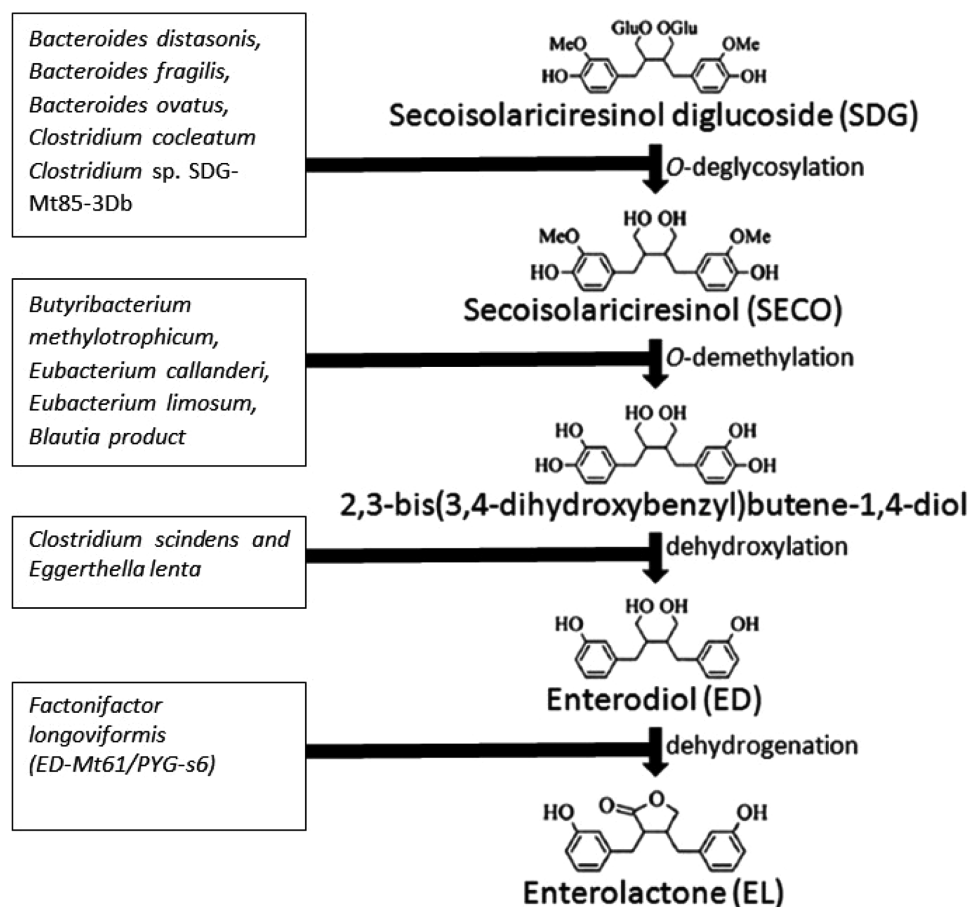 Bacteroides distasonis,
Bacteroides fragilis,
Bacteroides ovatus,
Clostridium cocleatum
Clostridium sp. SDG-
Mt85-3Db
GluO OGlu
MeO OMe
HO OH
Secoisolariciresinol diglucoside (SDG)
O-deglycosylation
HO OH
MeO OMe
HO OH
Secoisolariciresinol (SECO)
Butyribacterium
methylotrophicum,
Eubacterium callanderi,
Eubacterium limosum,
Blautia product
O-demethylation
HO OH
HO OH
HO OH
2,3-bis(3,4-dihydroxybenzyl)butene-1,4-diol
Clostridium scindens and
Eggerthella lenta
dehydroxylation
HO OH
HO OH
Enterodiol (ED)
Factonifactor
longoviformis
(ED-Mt61/PYG-s6)
dehydrogenation
HO O O OH
Enterolactone (EL)